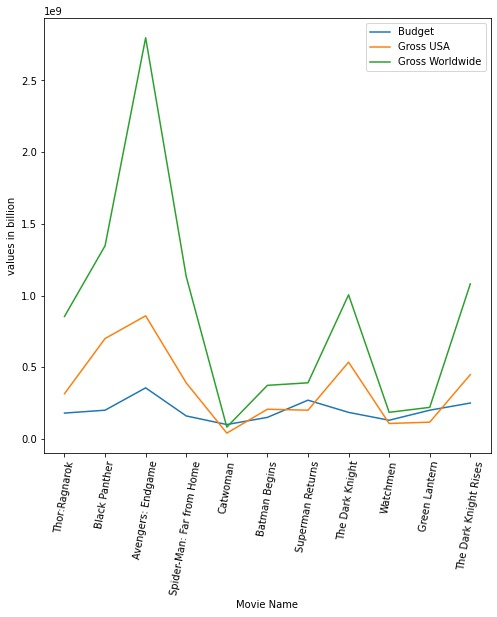 1e9
Budget
Gross USA
Gross Worldwide
2.5
2.0
1.5
1.0
0.5
0.0
values in billion
Thor:Ragnarok
Black Panther
Avengers: Endgame
Spider-Man: Far from Home
Catwoman
Batman Begins
Superman Returns
The Dark Knight
Watchmen
Green Lantern
The Dark Knight Rises
Movie Name